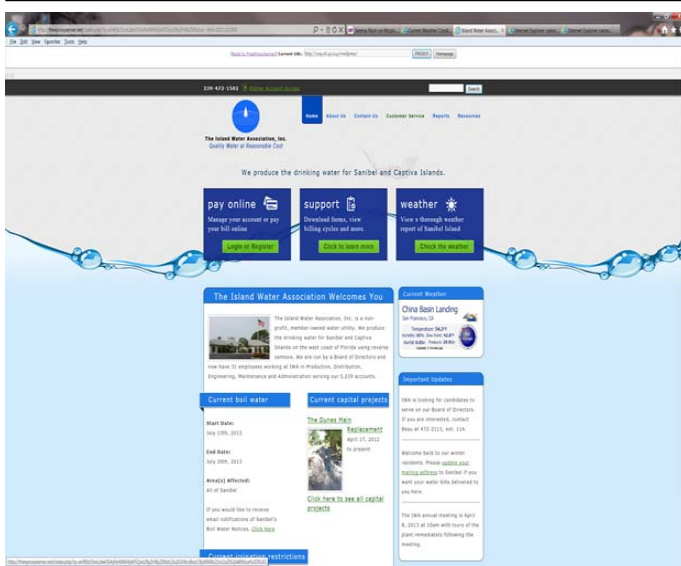 File Edit View Favorites Tools Help
339-472-1502 Online Account Access
Search
Home About Us Contact Us Customer Service Reports Resources
The Island Water Association, Inc.
Quality Water at Reasonable Cost
We produce the drinking water for Sanibel and Captiva Islands.
pay online
Manage your account or pay
your bill online
Login or Register
support
Download forms, view
billing cycles and more
Click to learn more
weather
View a thorough weather
report of Sanibel Island
Check the weather
The Island Water Association Welcomes You
The Island Water Association, Inc. is a non-
profit, member-owned water utility. We produce
the drinking water for Sanibel and Captiva
Islands on the west coast of Florida using reverse
osmosis. We are run by a Board of Directors and
now have 31 employees working at IWA in Production, Distribution,
Engineering, Maintenance and Administration serving our 5,039 accounts.
Current boil water
Start Date:
July 13th, 2013
End Date:
July 20th, 2013
Area(s) Affected:
All of Sanibel
If you would like to receive
email notifications of Sanibel's
Boil Water Notices, Click here
Current capital projects
The Dunes Main
Replacement
April 17, 2012
to present
Click here to see all capital
projects
Current irrigation restrictions
Current Weather
China Basin Landing
San Francisco, CA
Important Updates
IWA is looking for candidates to
serve on our Board of Directors.
If you are interested, contact
Beau at 472-2113, ext. 114.
Welcome back to our winter
residents. Please update your
mailing address to Sanibel if you
want your water bills delivered to
you here.
The IWA annual meeting is April
8, 2013 at 10am with tours of the
plant immediately following the
meeting.